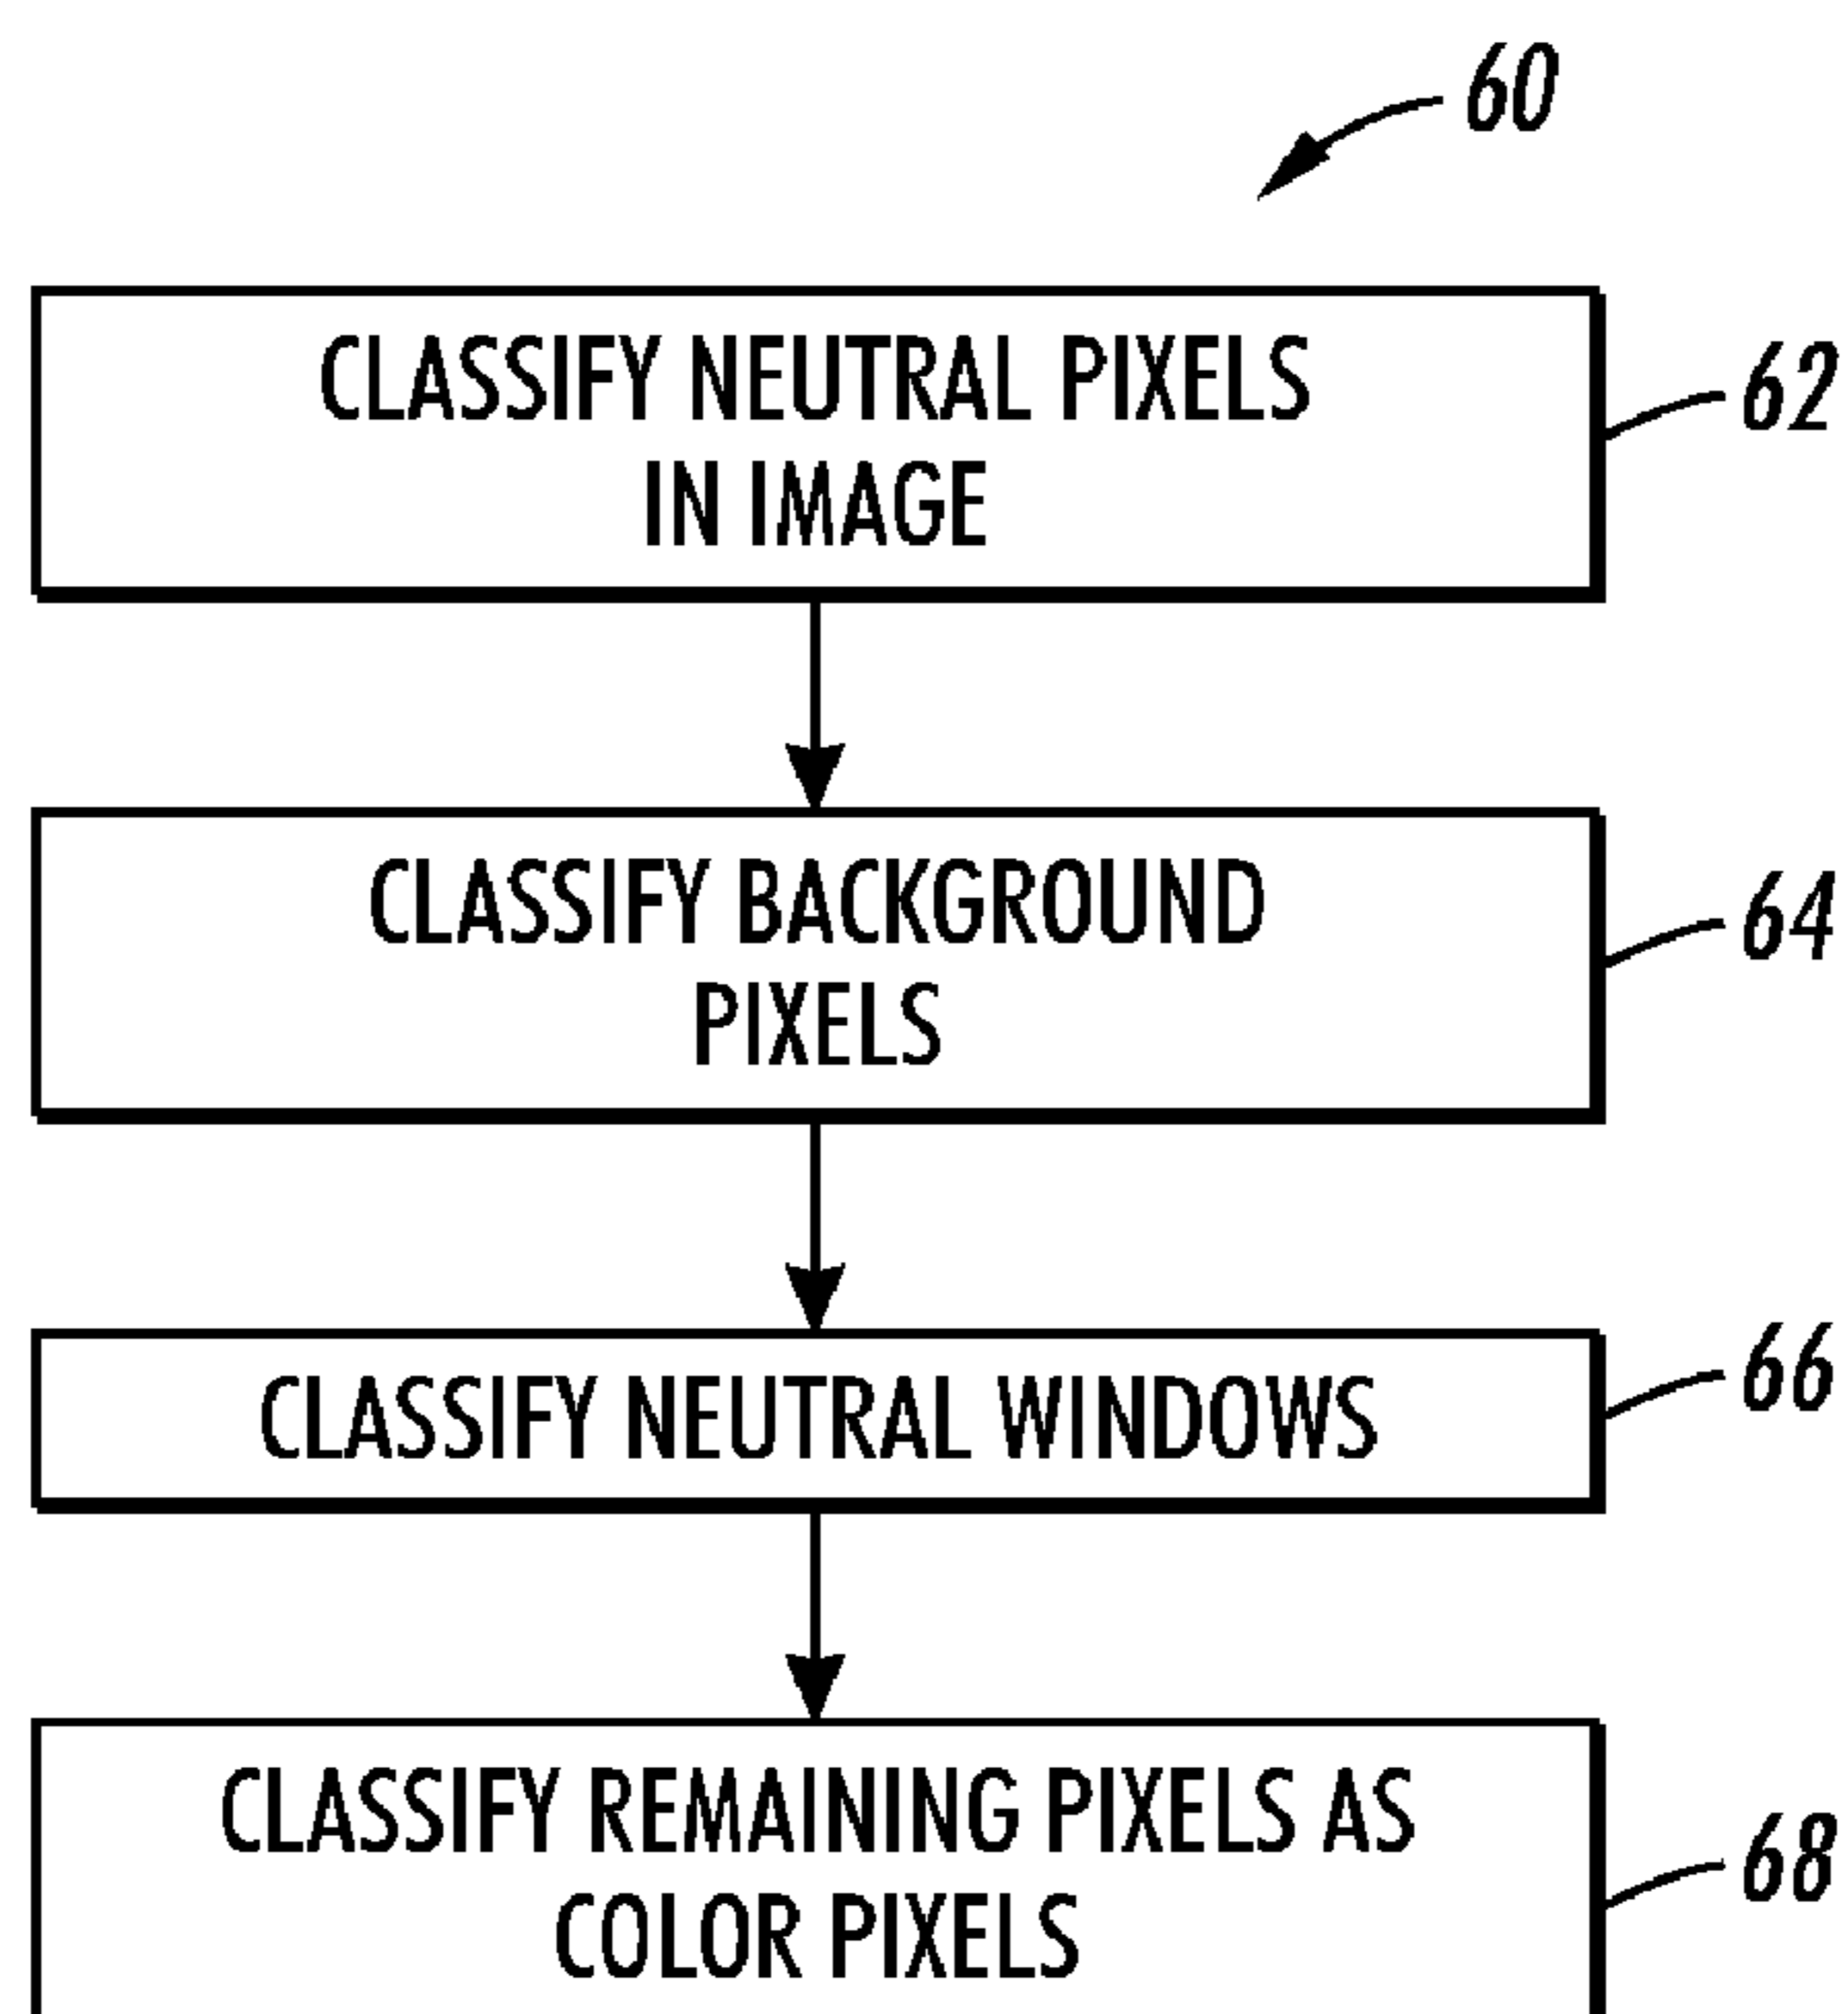 60
CLASSIFY NEUTRAL PIXELS
IN IMAGE
62
CLASSIFY BACKGROUND
PIXELS
64
CLASSIFY NEUTRAL WINDOWS
66
CLASSIFY REMAINING PIXELS AS
COLOR PIXELS
68